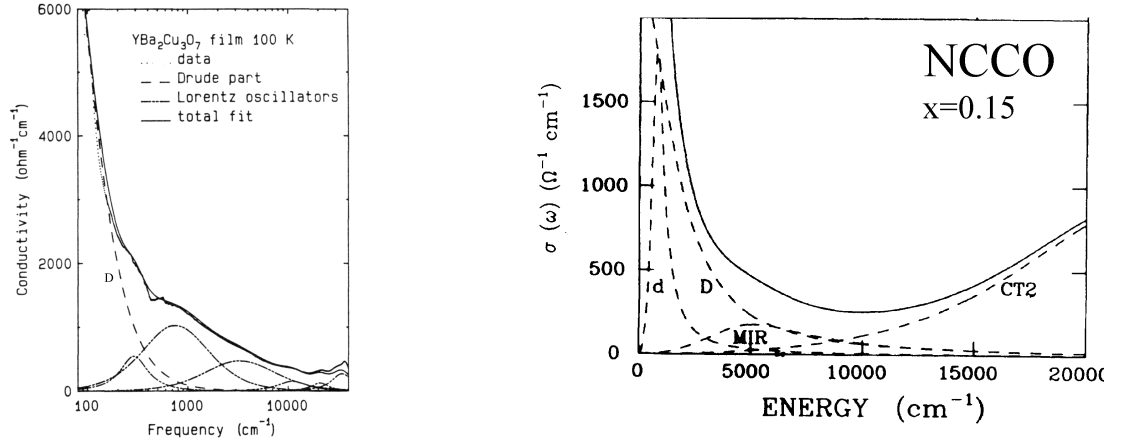 6000
YBa₂Cu₃O₇ film 100 K
data
Drude part
Lorentz oscillators
total fit
4000
2000
0
Conductivity (ohm⁻¹cm⁻¹)
D
100 1000 10000
Frequency (cm⁻¹)
NCCO
x=0.15
1500
1000
500
0
σ (ω) (Ω⁻¹ cm⁻¹)
d D MIR CT2
0 5000 10000 15000 20000
ENERGY (cm⁻¹)